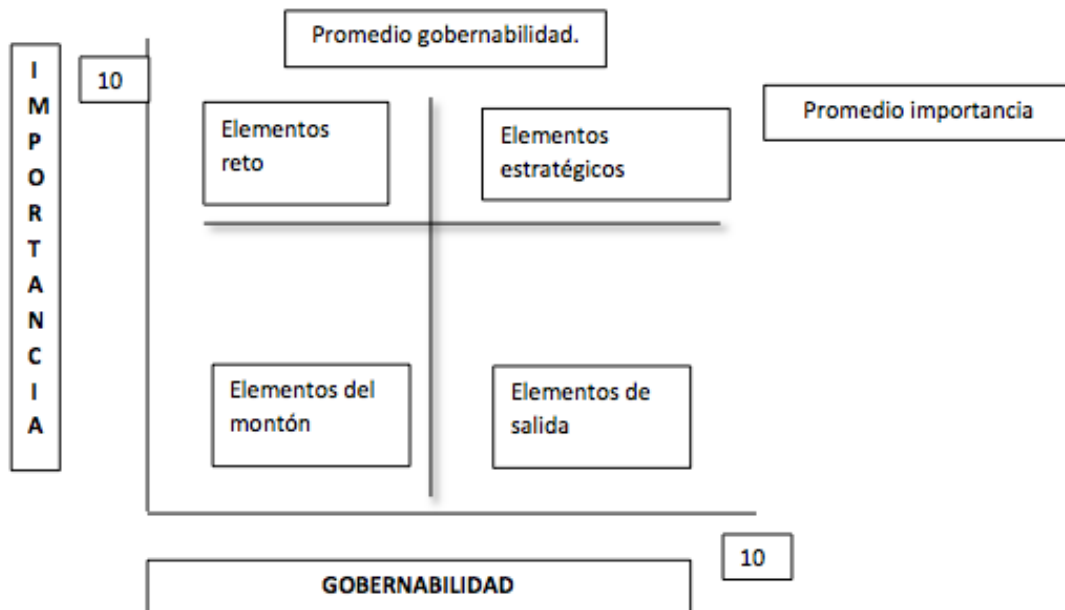 Promedio gobernabilidad.
I
M
P
O
R
T
A
N
C
I
A
10
Promedio importancia
Elementos
reto
Elementos
estratégicos
Elementos del
montón
Elementos de
salida
10
GOBERNABILIDAD